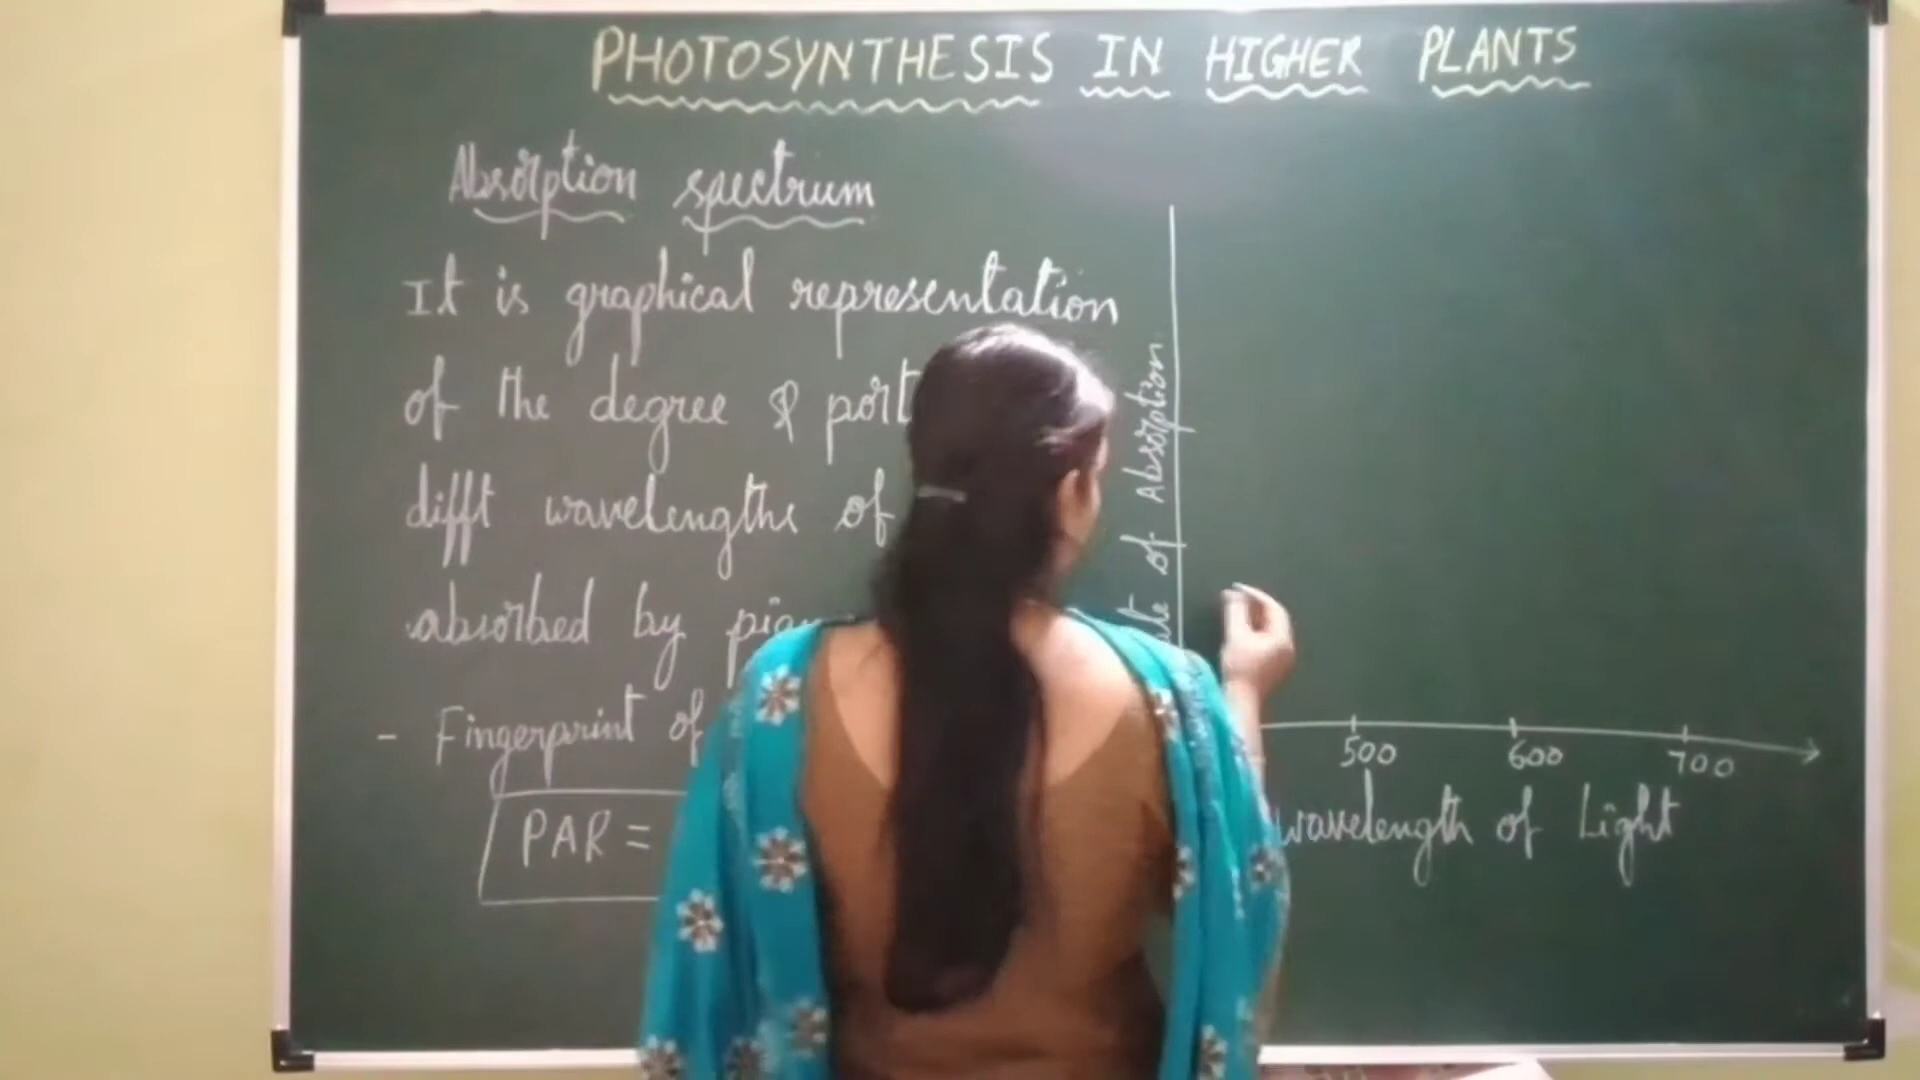 PHOTOSYNTHESIS IN HIGHER PLANTS
Absorption spectrum
It is graphical representation
of the degree & port
difft wavelengths of
absorbed by
- Fingerprint of
PAR =
of Absorption
500 600 700
wavelength of Light